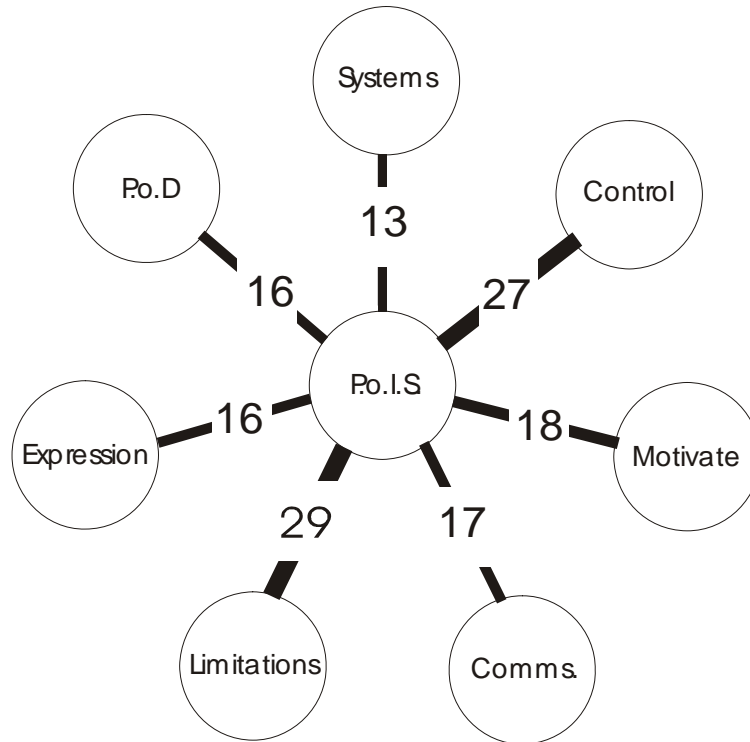 Systems
P.o.D
Control
13
16
27
P.o.I.S.
16
18
Expression
Motivate
29
17
Limitations
Comms.